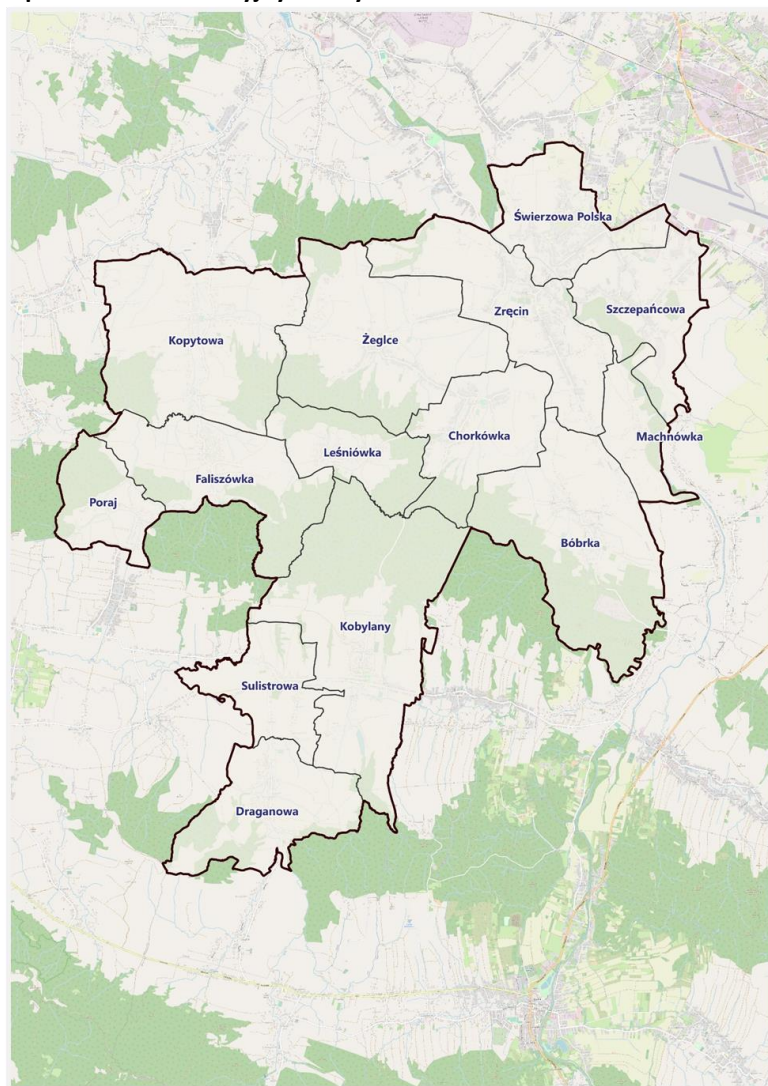 Świerzowa Polska
Szczepańcowa
Zręcin
Kopytowa
Żeglce
Chorkówka
Machnówka
Leśniówka
Faliszówka
Poraj
Bóbrka
Kobylany
Sulistrowa
Draganowa